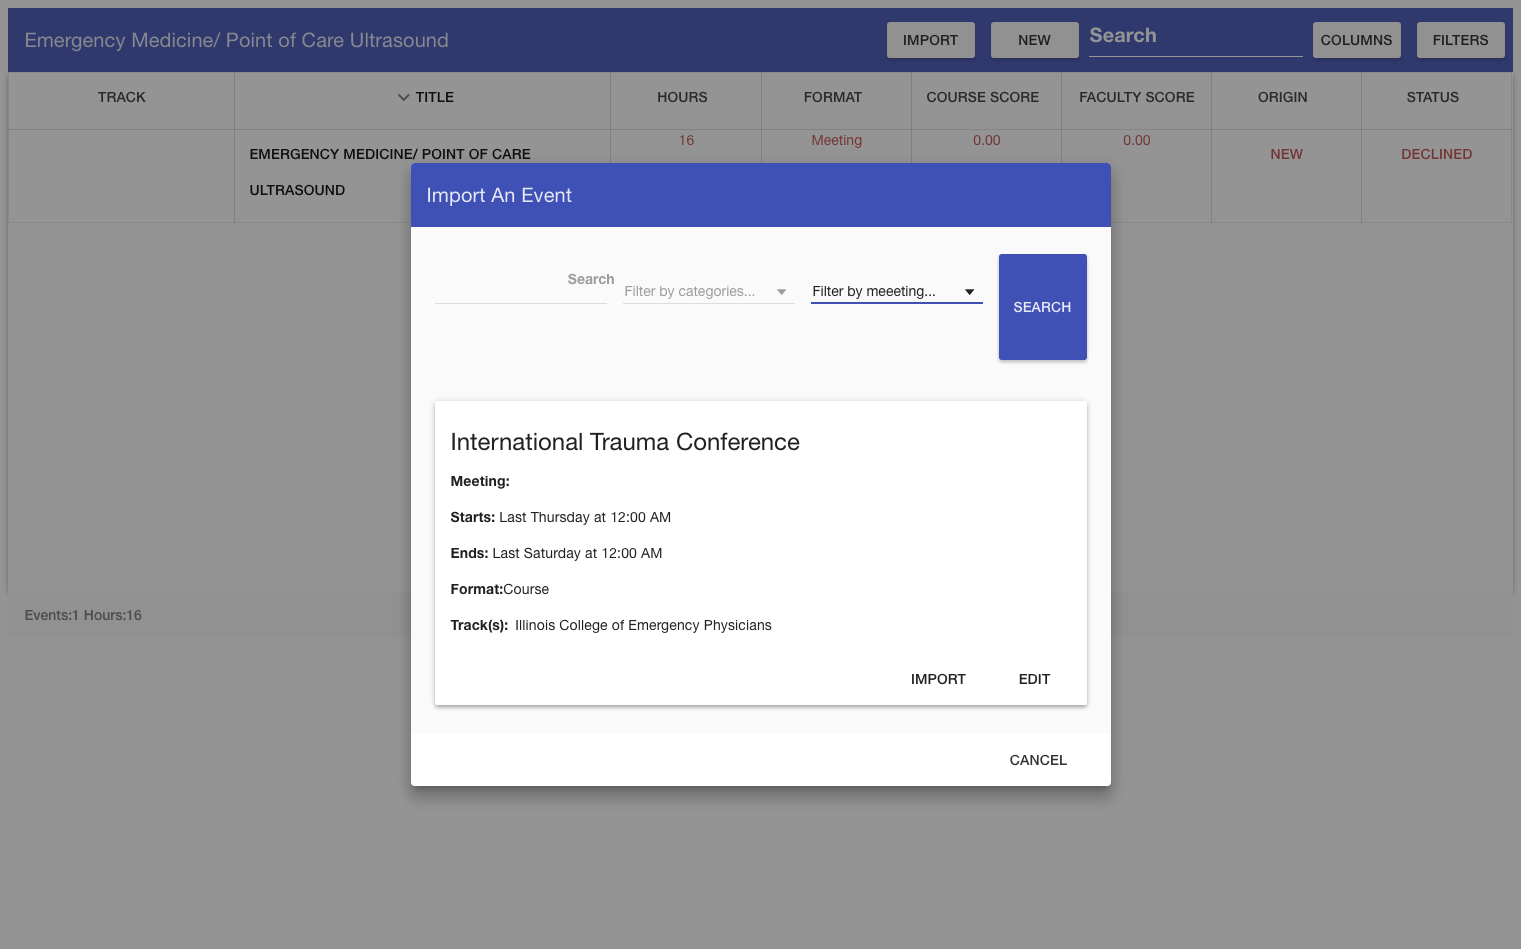 Emergency Medicine/ Point of Care Ultrasound
IMPORT NEW Search COLUMNS FILTERS
TRACK TITLE HOURS FORMAT COURSE SCORE FACULTY SCORE ORIGIN STATUS
EMERGENCY MEDICINE/ POINT OF CARE 16 Meeting 0.00 0.00 NEW DECLINED
ULTRASOUND
Import An Event
Search Filter by categories... Filter by meeeting... SEARCH
International Trauma Conference
Meeting:
Starts: Last Thursday at 12:00 AM
Ends: Last Saturday at 12:00 AM
Format:Course
Track(s): Illinois College of Emergency Physicians
IMPORT EDIT
CANCEL
Events:1 Hours:16